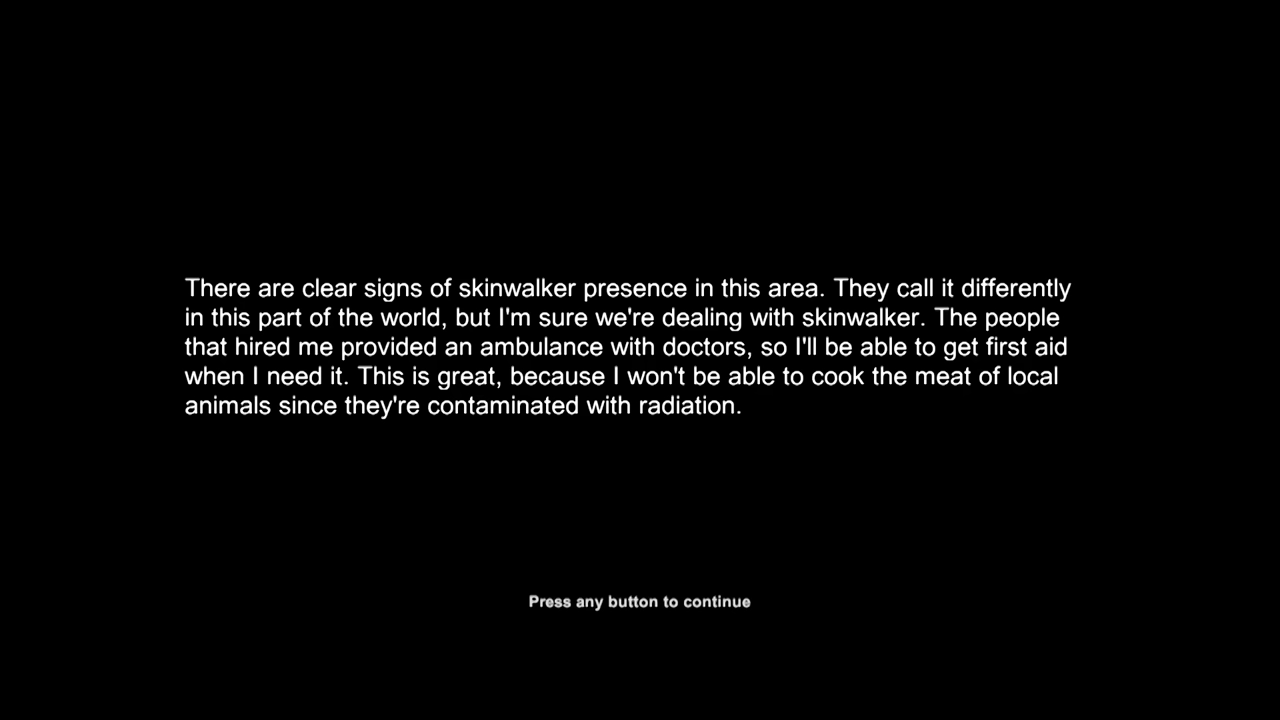 There are clear signs of skinwalker presence in this area. They call it differently
in this part of the world, but I'm sure we're dealing with skinwalker. The people
that hired me provided an ambulance with doctors, so I'll be able to get first aid
when I need it. This is great, because I won't be able to cook the meat of local
animals since they're contaminated with radiation.
Press any button to continue